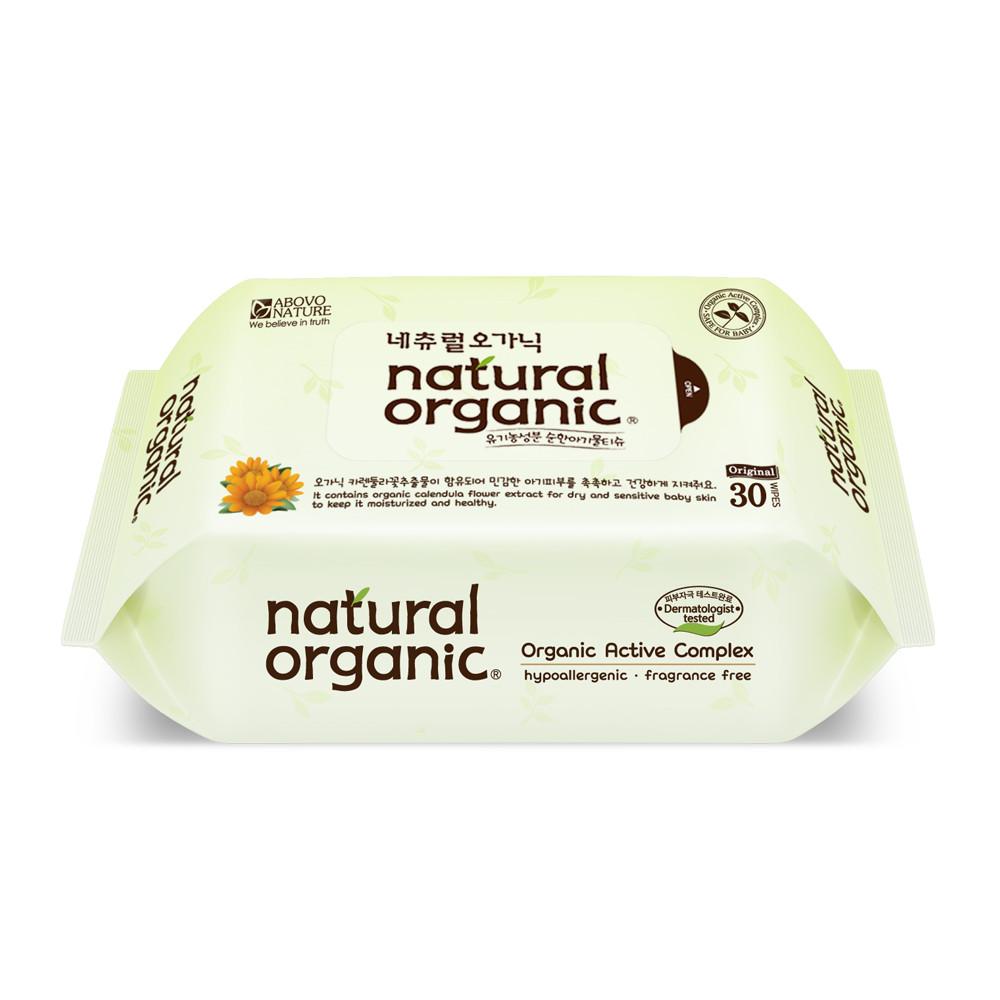 ABOVO
NATURE
We believe in truth
Organic Active Complex
SAFE FOR BABY
네츄럴오가닉
natural
organic®
유기농성분 순한아기물티슈
OPEN
오가닉 카렌둘라꽃추출물이 함유되어 민감한 아기피부를 촉촉하고 건강하게 지켜줘요.
It contains organic calendula flower extract for dry and sensitive baby skin
to keep it moisturized and healthy.
Original
30 WIPES
natural
organic®
natural
organic
natural
organic®
피부자극 테스트완료
Dermatologist
tested
Organic Active Complex
hypoallergenic · fragrance free